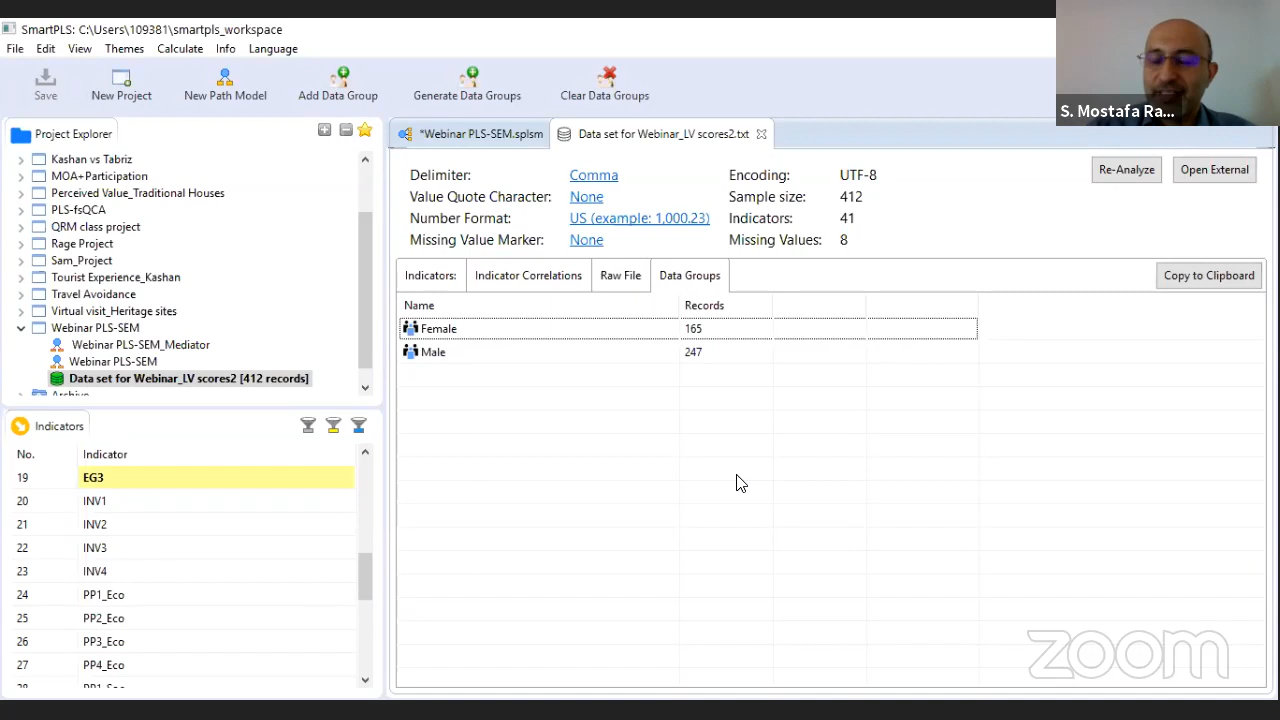 SmartPLS: C:\Users\109381\smartpls_workspace
File Edit View Themes Calculate Info Language
Save New Project New Path Model Add Data Group Generate Data Groups Clear Data Groups
S. Mostafa Ra...
Project Explorer
Kashan vs Tabriz
MOA+Participation
Perceived Value_Traditional Houses
PLS-fsQCA
QRM class project
Rage Project
Sam_Project
Tourist Experience_Kashan
Travel Avoidance
Virtual visit_Heritage sites
Webinar PLS-SEM
Webinar PLS-SEM_Mediator
Webinar PLS-SEM
Data set for Webinar_LV scores2 [412 records]
Archive
Indicators
No. Indicator
19 EG3
20 INV1
21 INV2
22 INV3
23 INV4
24 PP1_Eco
25 PP2_Eco
26 PP3_Eco
27 PP4_Eco
*Webinar PLS-SEM.splsm Data set for Webinar_LV scores2.txt
Delimiter: Comma Encoding: UTF-8 Re-Analyze Open External
Value Quote Character: None Sample size: 412
Number Format: US (example: 1,000.23) Indicators: 41
Missing Value Marker: None Missing Values: 8
Indicators: Indicator Correlations Raw File Data Groups Copy to Clipboard
Name Records
Female 165
Male 247
zoom